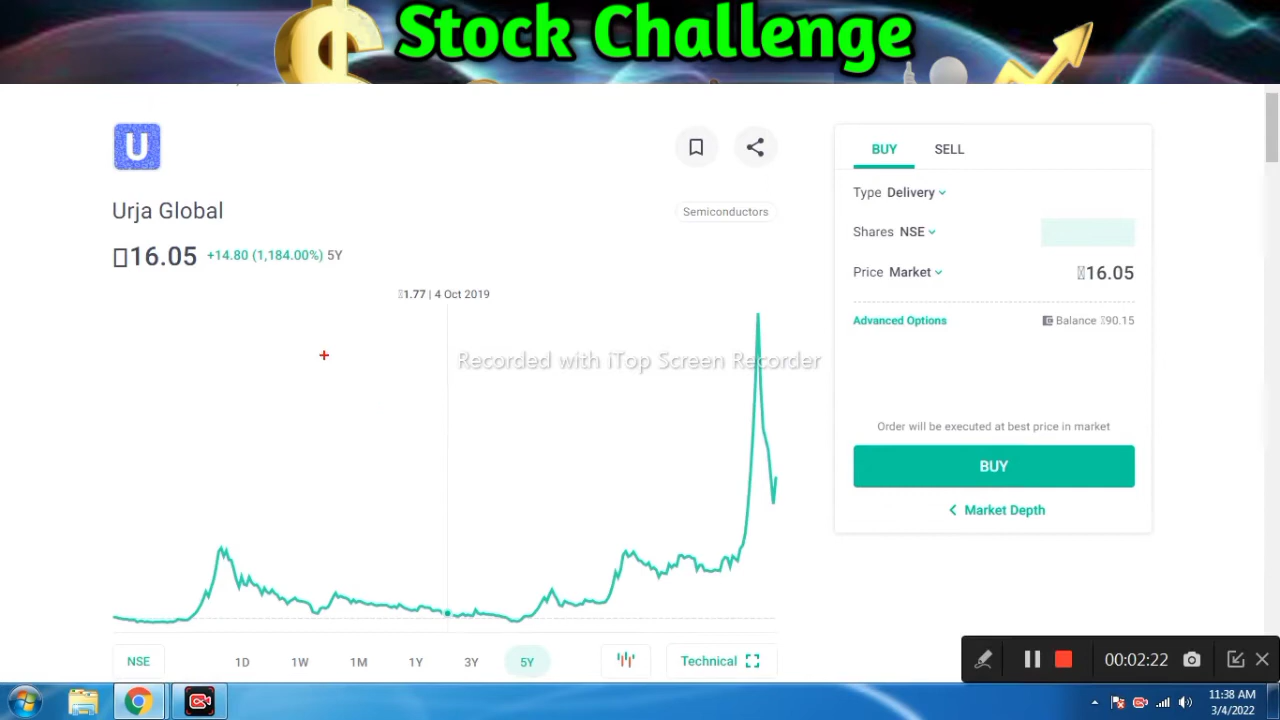 Stock Challenge
U
BUY SELL
Type Delivery
Urja Global
Semiconductors
Shares NSE
16.05 +14.80 (1,184.00%) 5Y
Price Market 16.05
1.77 | 4 Oct 2019
Advanced Options Balance 90.15
Recorded with iTop Screen Recorder
Order will be executed at best price in market
BUY
Market Depth
NSE 1D 1W 1M 1Y 3Y 5Y Technical
00:02:22
11:38 AM
3/4/2022